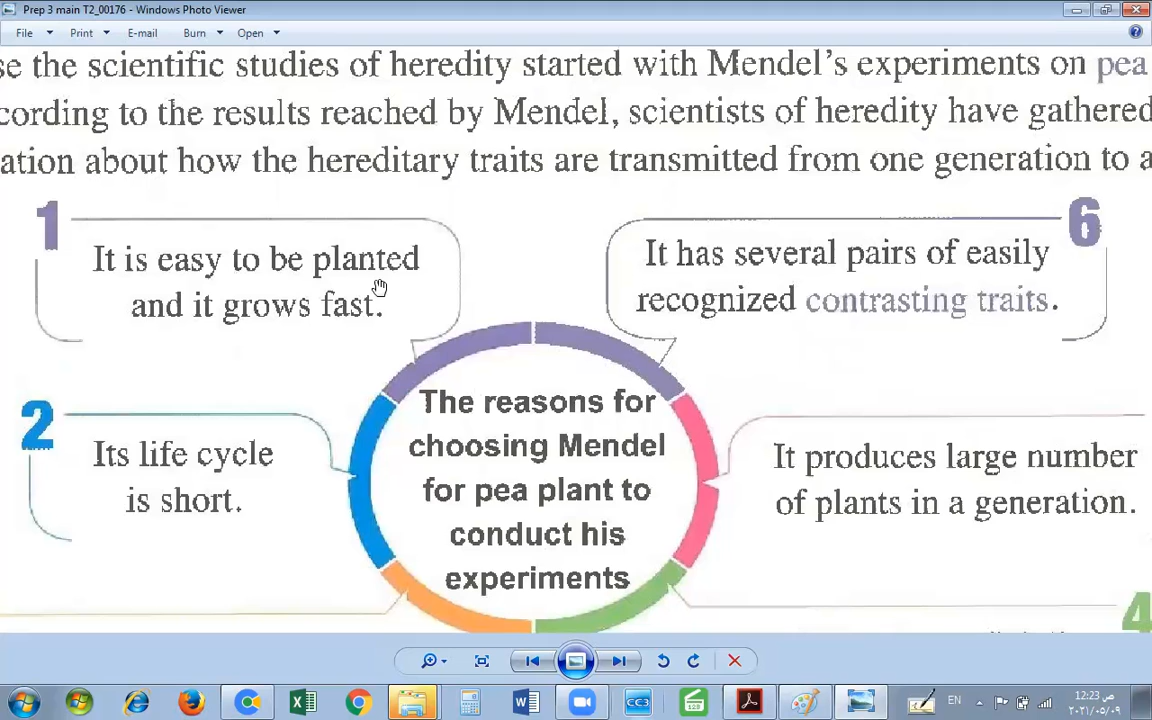 Prep 3 main T2_00176 - Windows Photo Viewer
File Print E-mail Burn Open
the scientific studies of heredity started with Mendel's experiments on pea
to the results reached by Mendel, scientists of heredity have gathered
about how the hereditary traits are transmitted from one generation to
1
It is easy to be planted
and it grows fast.
6
It has several pairs of easily
recognized contrasting traits.
2
Its life cycle
is short.
The reasons for
choosing Mendel
for pea plant to
conduct his
experiments
It produces large number
of plants in a generation.
4
X
CC3
W
128
EN
12:23 ص
٢٠٢١/٠٥/٠٩